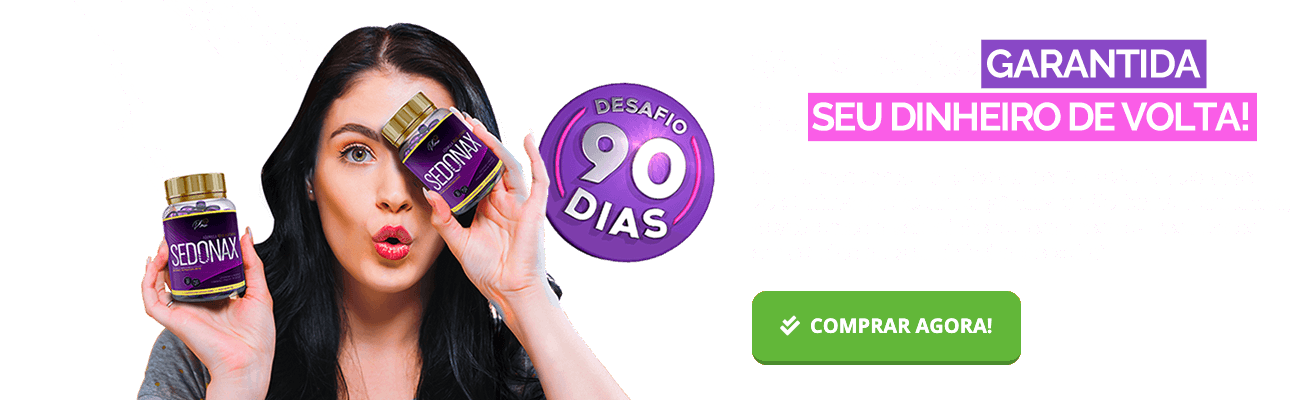 SEDONAX
SEDONAX
DESAFIO
90
DIAS
GARANTIDA
SEU DINHEIRO DE VOLTA!
COMPRAR AGORA!